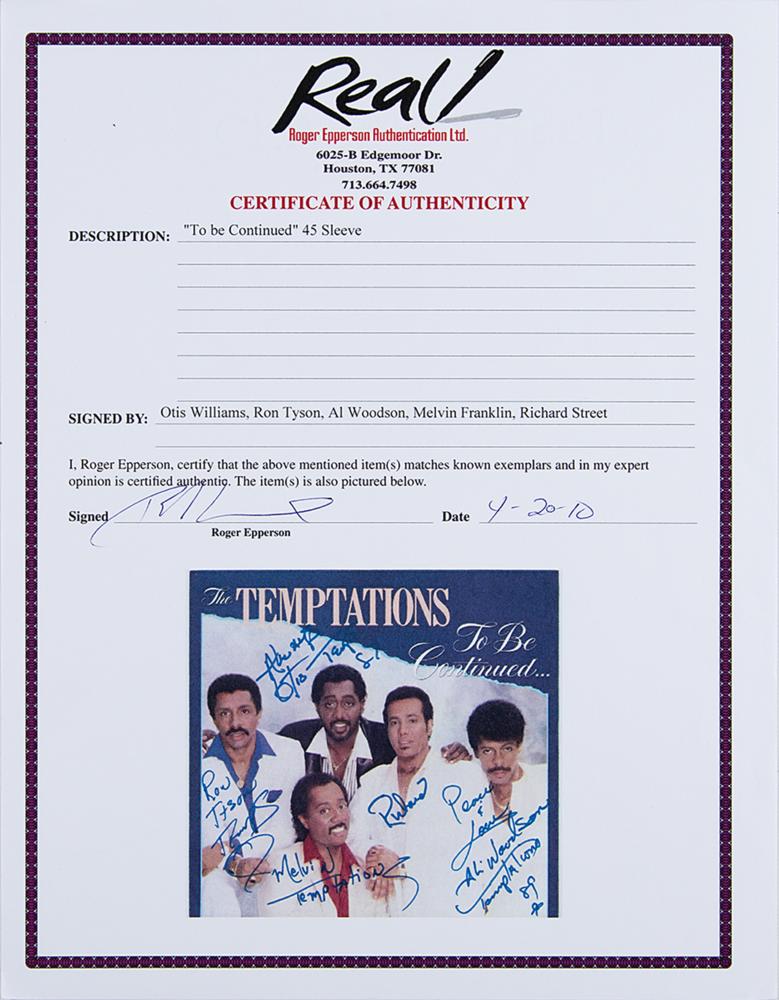 Real
Roger Epperson Authentication Ltd.
6025-B Edgemoor Dr.
Houston, TX 77081
713.664.7498
CERTIFICATE OF AUTHENTICITY
DESCRIPTION: "To be Continued" 45 Sleeve
SIGNED BY: Otis Williams, Ron Tyson, Al Woodson, Melvin Franklin, Richard Street
I, Roger Epperson, certify that the above mentioned item(s) matches known exemplars and in my expert
opinion is certified authentic. The item(s) is also pictured below.
Signed Date 4-20-10
Roger Epperson
The TEMPTATIONS
To Be
Continued...
Always
Otis
Ron
Tyson
Temps
Melvin
Temptations
Richard
Peace
&
Love
Ali Woodson
Temptations
89